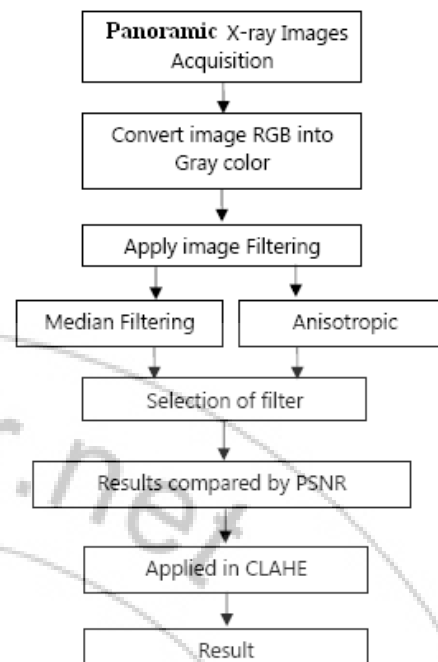 Panoramic X-ray Images
Acquisition
Convert image RGB into
Gray color
Apply image Filtering
Median Filtering
Anisotropic
Selection of filter
Results compared by PSNR
Applied in CLAHE
Result
r.net